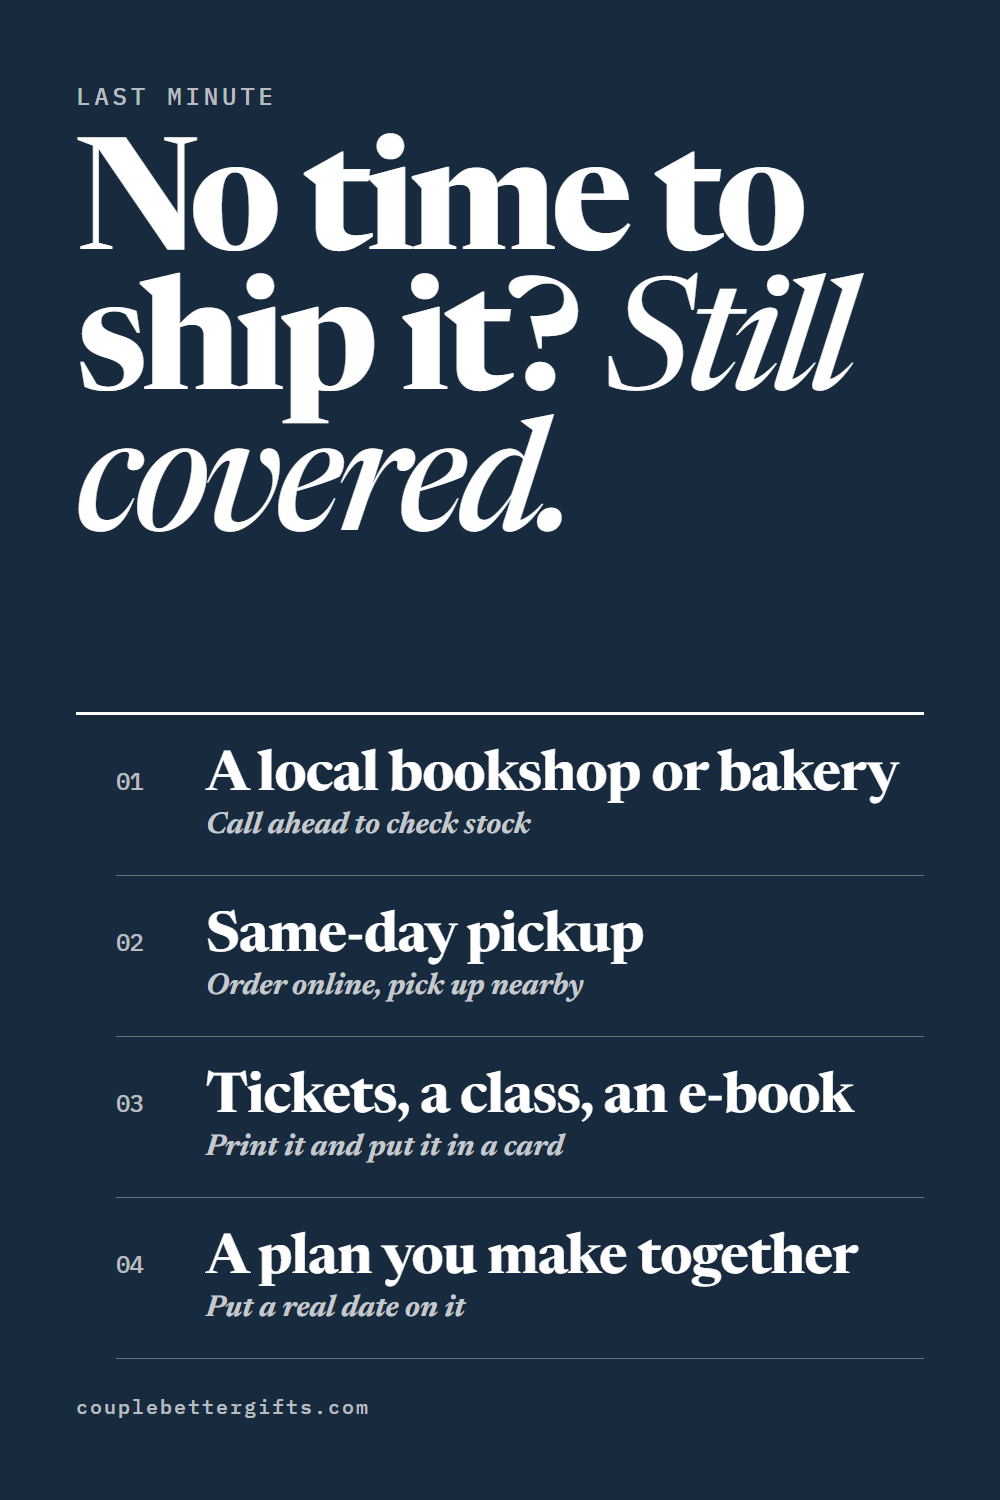 LAST MINUTE
No time to
ship it? Still
covered.
01
A local bookshop or bakery
Call ahead to check stock
02
Same-day pickup
Order online, pick up nearby
03
Tickets, a class, an e-book
Print it and put it in a card
04
A plan you make together
Put a real date on it
couplebettergifts.com